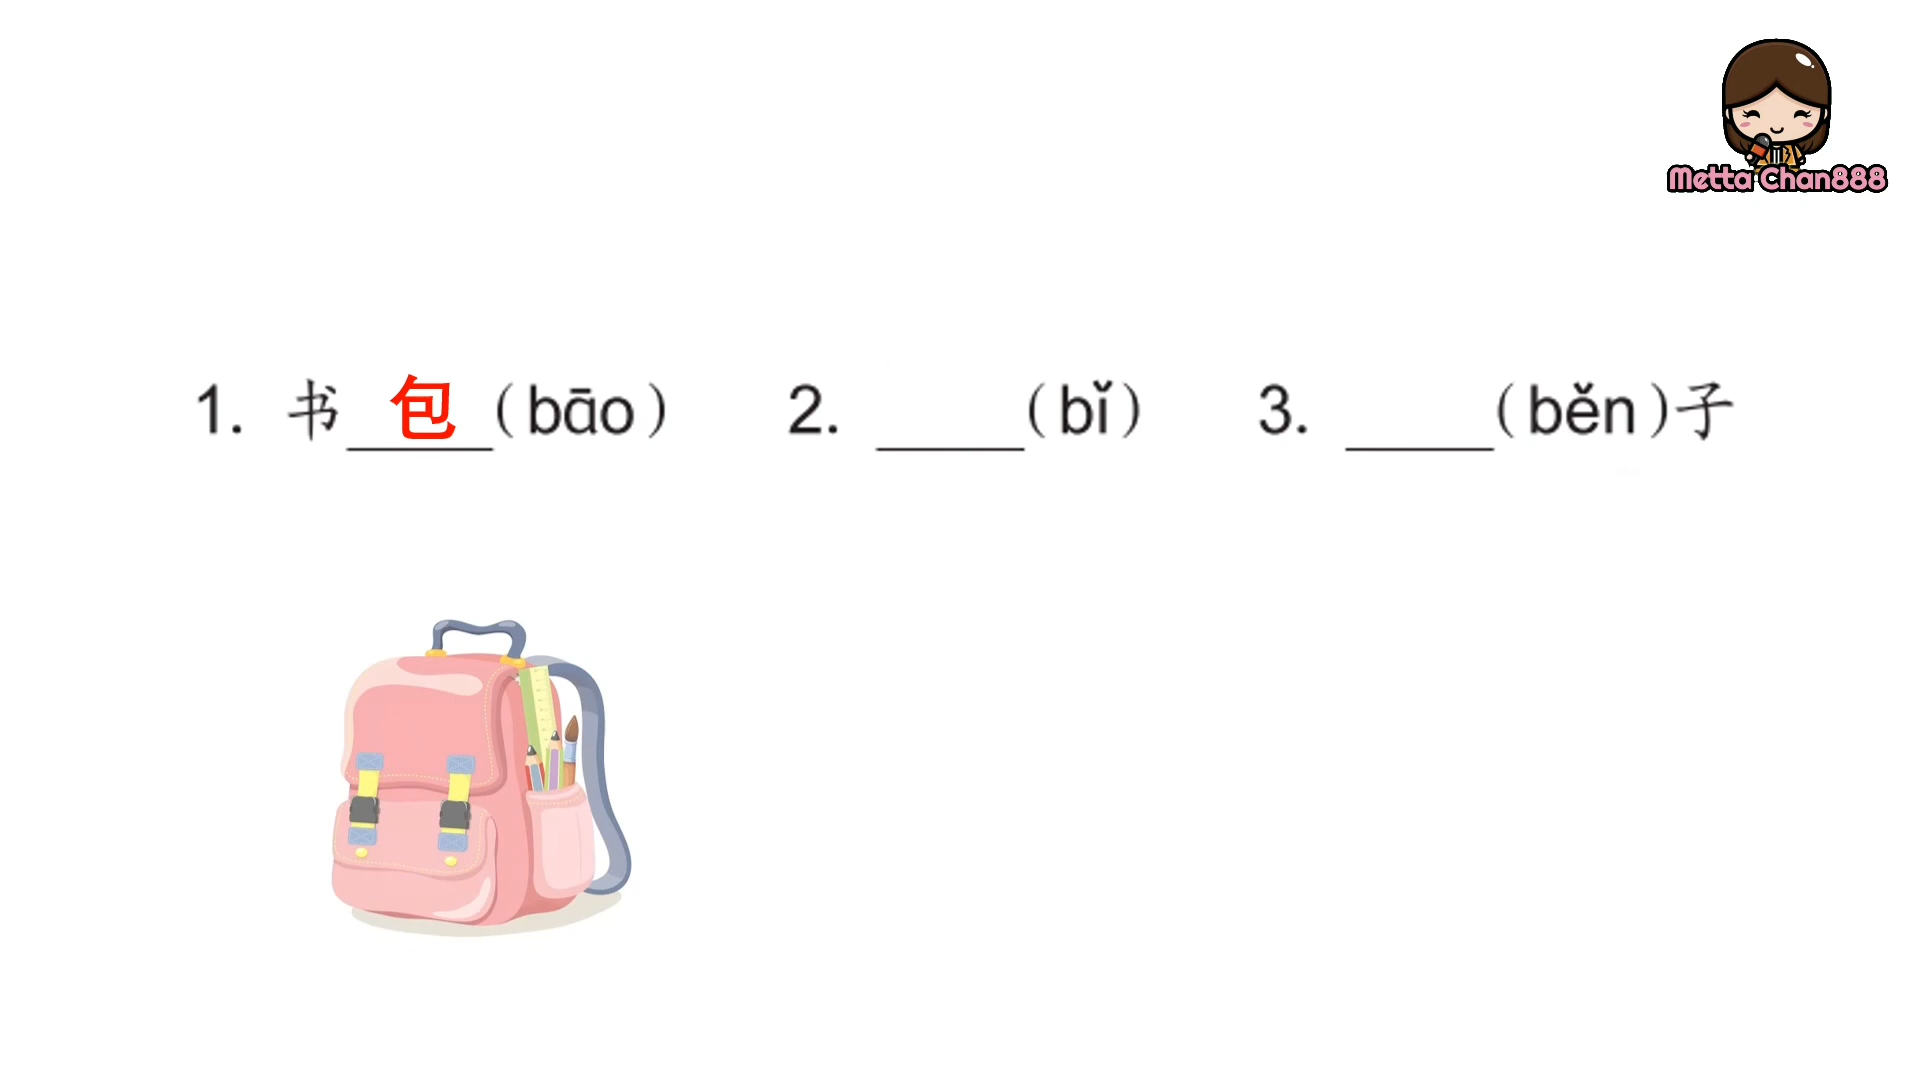 Metta Chan888
1. 书 包 (bāo) 2. ____ (bǐ) 3. ____ (běn)子